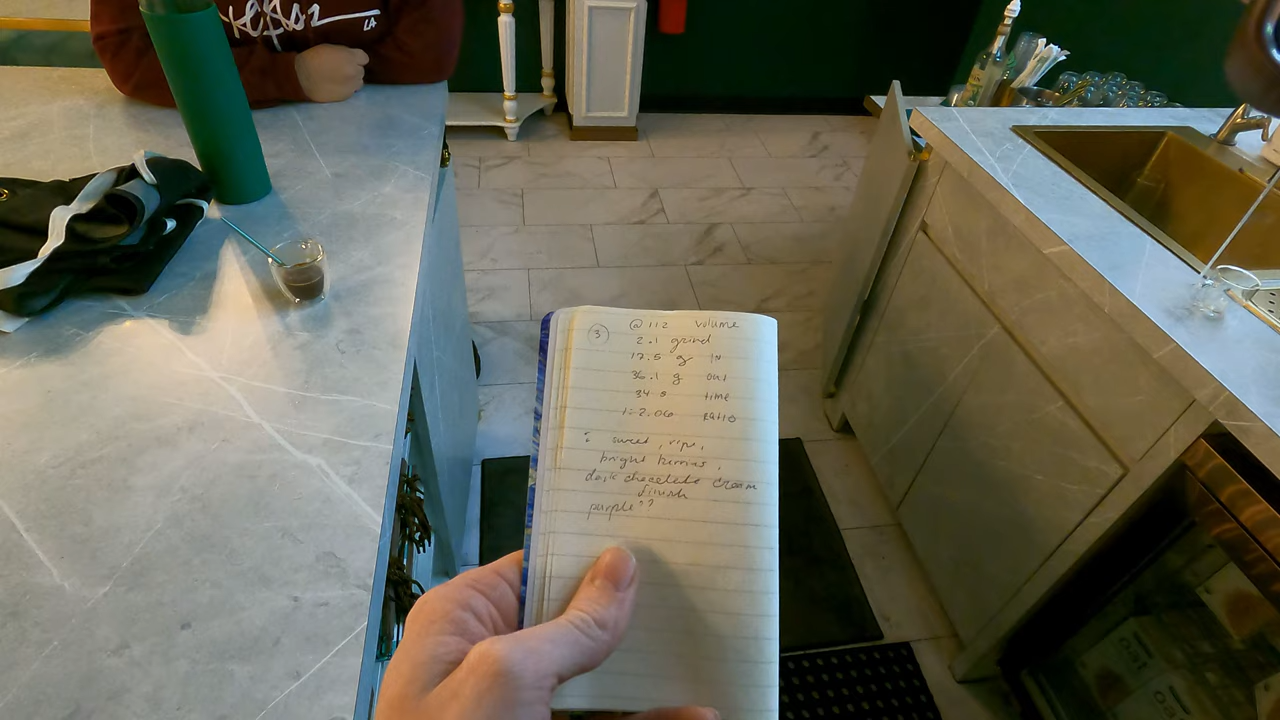 LA
3 @ 112 volume
2.1 grind
17.5 g in
36.1 g out
34 s time
1:2.06 ratio
: sweet, ripe,
bright berries,
dark chocolate cream
finish
purple??